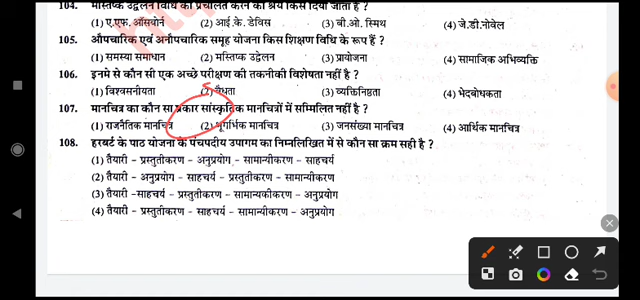 104. मस्तिष्क उद्वेलन विधि को प्रचलित करने का श्रेय किसे दिया जाता है ?
(1) ए.एफ. ऑसबोर्न (2) आई.के. डेविस (3) बी.ओ. स्मिथ (4) जे.डी.नोवेल
105. औपचारिक एवं अनौपचारिक समूह योजना किस शिक्षण विधि के रूप हैं ?
(1) समस्या समाधान (2) मस्तिष्क उद्वेलन (3) प्रायोजना (4) सामाजिक अभिव्यक्ति
106. इनमे से कौन सी एक अच्छे परीक्षण की तकनीकी विशेषता नहीं है ?
(1) विश्वसनीयता (2) वैधता (3) व्यक्तिनिष्ठता (4) भेदबोधकता
107. मानचित्र का कौन सा प्रकार सांस्कृतिक मानचित्रों में सम्मिलित नहीं है ?
(1) राजनैतिक मानचित्र (2) भूगर्भिक मानचित्र (3) जनसंख्या मानचित्र (4) आर्थिक मानचित्र
108. हरबर्ट के पाठ योजना के पंचपदीय उपागम का निम्नलिखित में से कौन सा क्रम सही है ?
(1) तैयारी - प्रस्तुतीकरण - अनुप्रयोग - सामान्यीकरण - साहचर्य
(2) तैयारी - अनुप्रयोग - साहचर्य - प्रस्तुतीकरण - सामान्यीकरण
(3) तैयारी -साहचर्य - प्रस्तुतीकरण - सामान्यकीकरण - अनुप्रयोग
(4) तैयारी - प्रस्तुतीकरण - साहचर्य - सामान्यीकरण - अनुप्रयोग